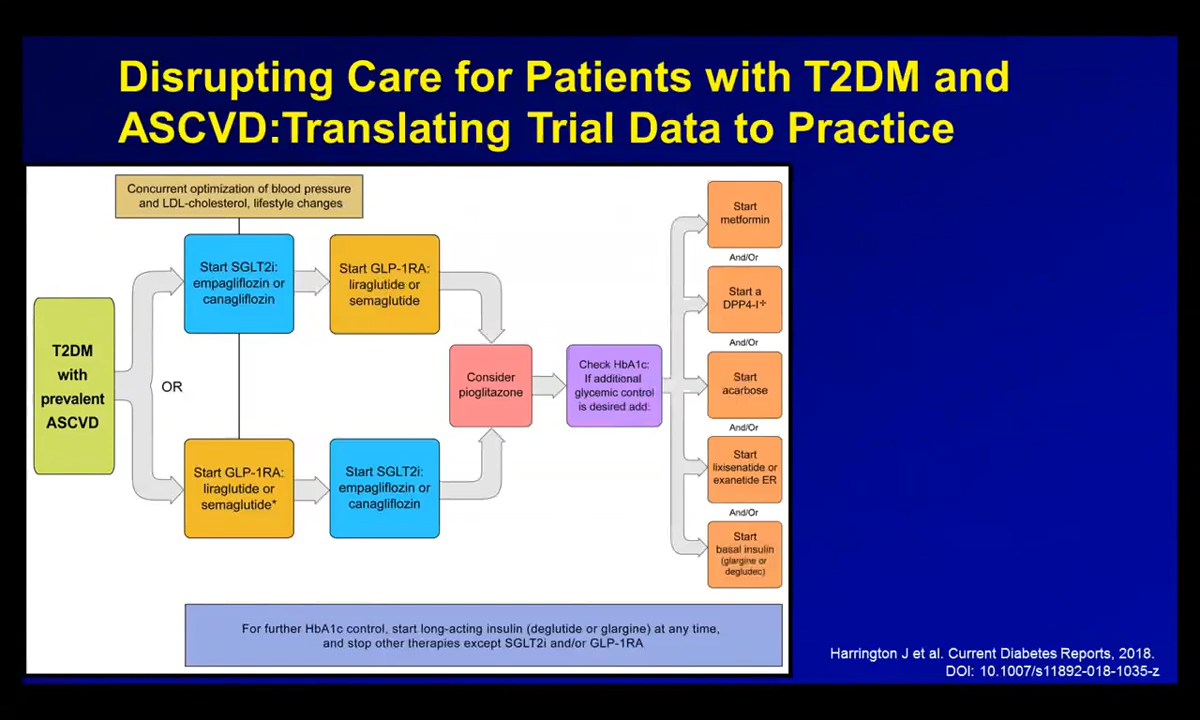 Disrupting Care for Patients with T2DM and
ASCVD:Translating Trial Data to Practice
Concurrent optimization of blood pressure
and LDL-cholesterol, lifestyle changes
T2DM
with
prevalent
ASCVD
OR
Start SGLT2i:
empagliflozin or
canagliflozin
Start GLP-1RA:
liraglutide or
semaglutide
Start GLP-1RA:
liraglutide or
semaglutide*
Start SGLT2i:
empagliflozin or
canagliflozin
Consider
pioglitazone
Check HbA1c:
If additional
glycemic control
is desired add:
Start
metformin
And/Or
Start a
DPP4-I⁺
And/Or
Start
acarbose
And/Or
Start
lixisenatide or
exanetide ER
And/Or
Start
basal insulin
(glargine or
degludec)
For further HbA1c control, start long-acting insulin (deglutide or glargine) at any time,
and stop other therapies except SGLT2i and/or GLP-1RA
Harrington J et al. Current Diabetes Reports, 2018.
DOI: 10.1007/s11892-018-1035-z